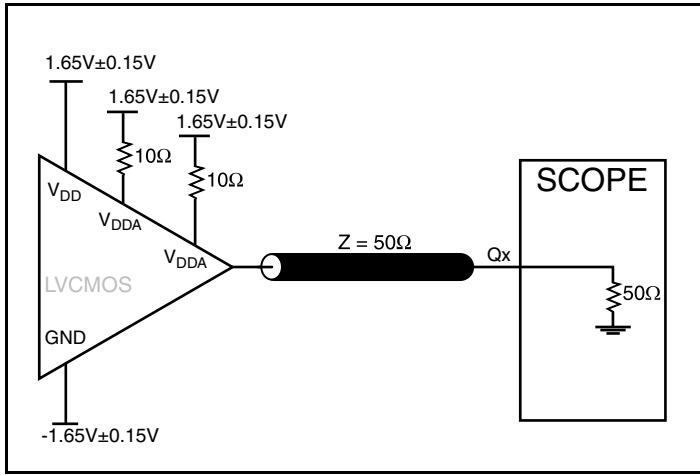 1.65V±0.15V
1.65V±0.15V
1.65V±0.15V
10Ω
10Ω
SCOPE
VDD
VDDA
VDDA
Z = 50Ω
Qx
LVCMOS
50Ω
GND
-1.65V±0.15V